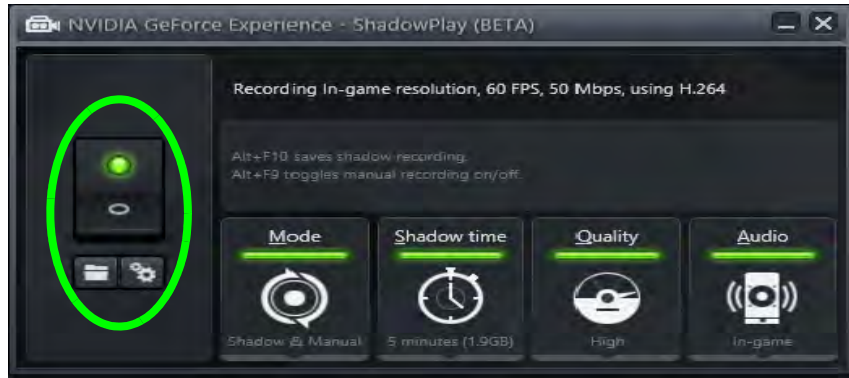 NVIDIA GeForce Experience - ShadowPlay (BETA)
Recording In-game resolution, 60 FPS, 50 Mbps, using H.264
Alt+F10 saves shadow recording.
Alt+F9 toggles manual recording on/off.
Mode
Shadow time
Quality
Audio
Shadow & Manual
5 minutes (1.9GB)
High
In-game